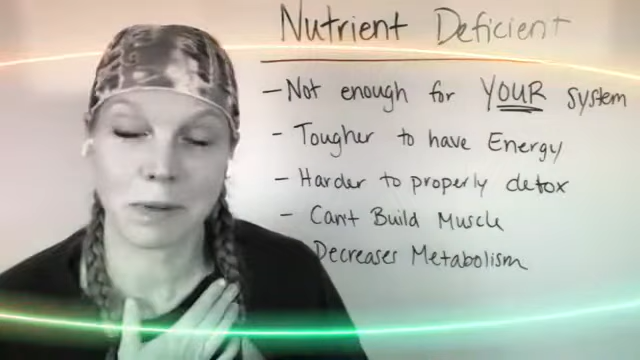 Nutrient Deficient
- Not enough for YOUR system
- Tougher to have Energy
- Harder to properly detox
- Can't Build Muscle
Decreases Metabolism